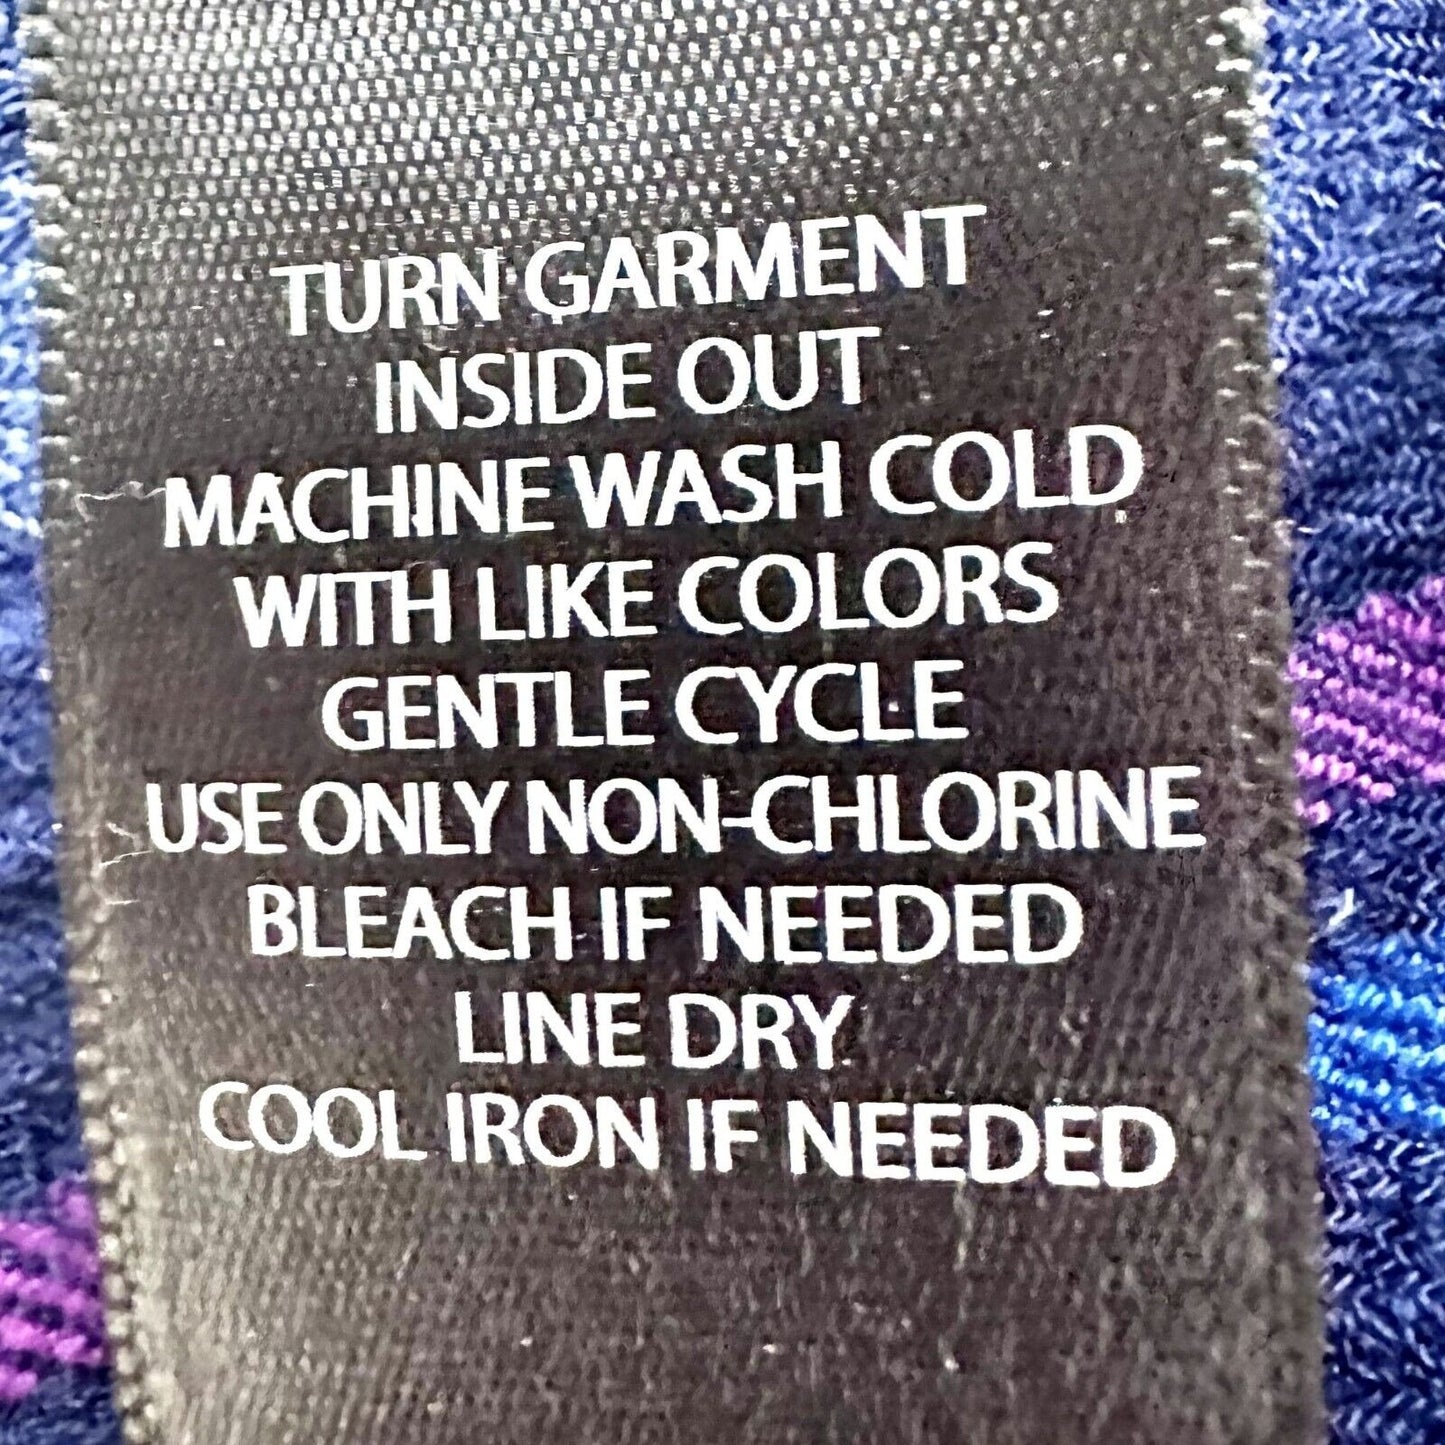 TURN GARMENT
INSIDE OUT
MACHINE WASH COLD
WITH LIKE COLORS
GENTLE CYCLE
USE ONLY NON-CHLORINE
BLEACH IF NEEDED
LINE DRY
COOL IRON IF NEEDED